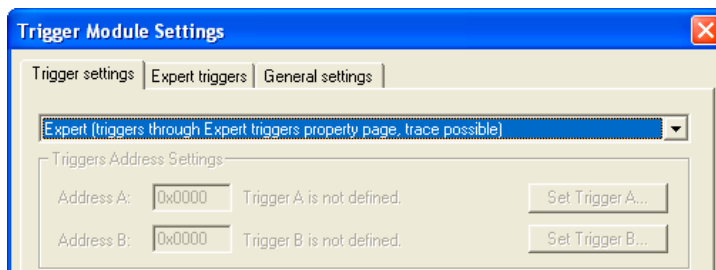 Trigger Module Settings
Trigger settings Expert triggers General settings
Expert (triggers through Expert triggers property page, trace possible)
Triggers Address Settings
Address A: 0x0000 Trigger A is not defined. Set Trigger A...
Address B: 0x0000 Trigger B is not defined. Set Trigger B...